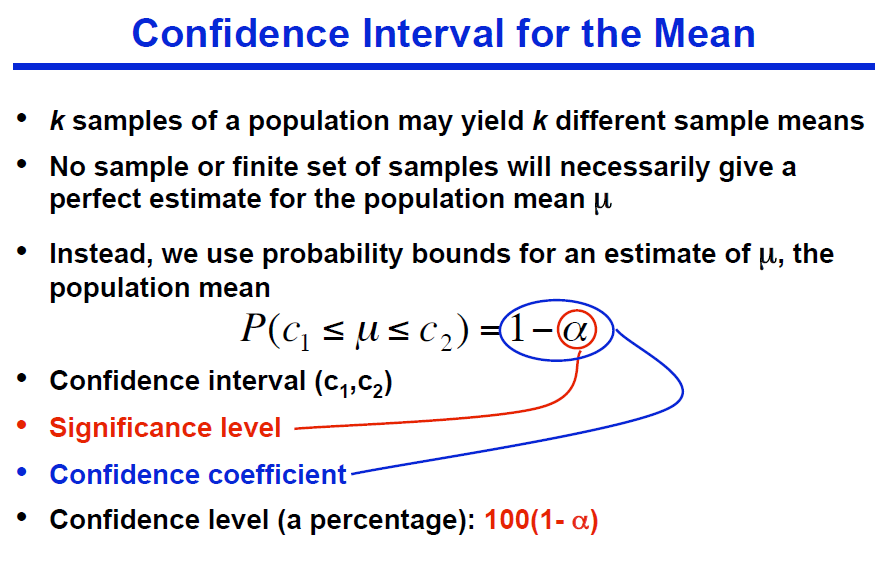 Confidence Interval for the Mean
• k samples of a population may yield k different sample means
• No sample or finite set of samples will necessarily give a
perfect estimate for the population mean μ
• Instead, we use probability bounds for an estimate of μ, the
population mean
P(c₁ ≤ μ ≤ c₂) = 1 − α
• Confidence interval (c₁,c₂)
• Significance level
• Confidence coefficient
• Confidence level (a percentage): 100(1- α)